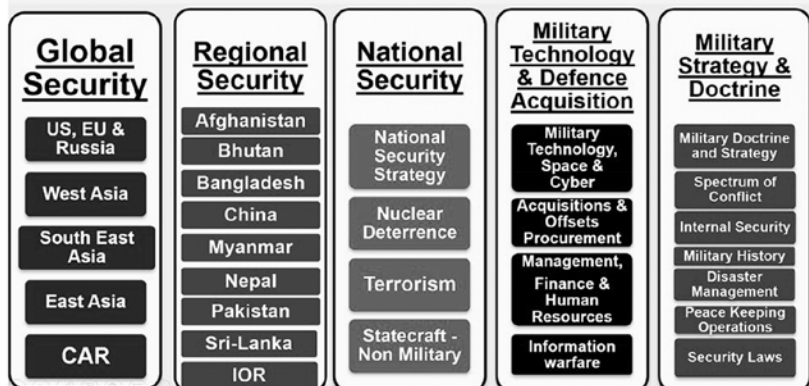 Global
Security
US, EU &
Russia
West Asia
South East
Asia
East Asia
CAR
Regional
Security
Afghanistan
Bhutan
Bangladesh
China
Myanmar
Nepal
Pakistan
Sri-Lanka
IOR
National
Security
National
Security
Strategy
Nuclear
Deterrence
Terrorism
Statecraft -
Non Military
Military
Technology
& Defence
Acquisition
Military
Technology,
Space &
Cyber
Acquisitions &
Offsets
Procurement
Management,
Finance &
Human
Resources
Information
warfare
Military
Strategy &
Doctrine
Military Doctrine
and Strategy
Spectrum of
Conflict
Internal Security
Military History
Disaster
Management
Peace Keeping
Operations
Security Laws